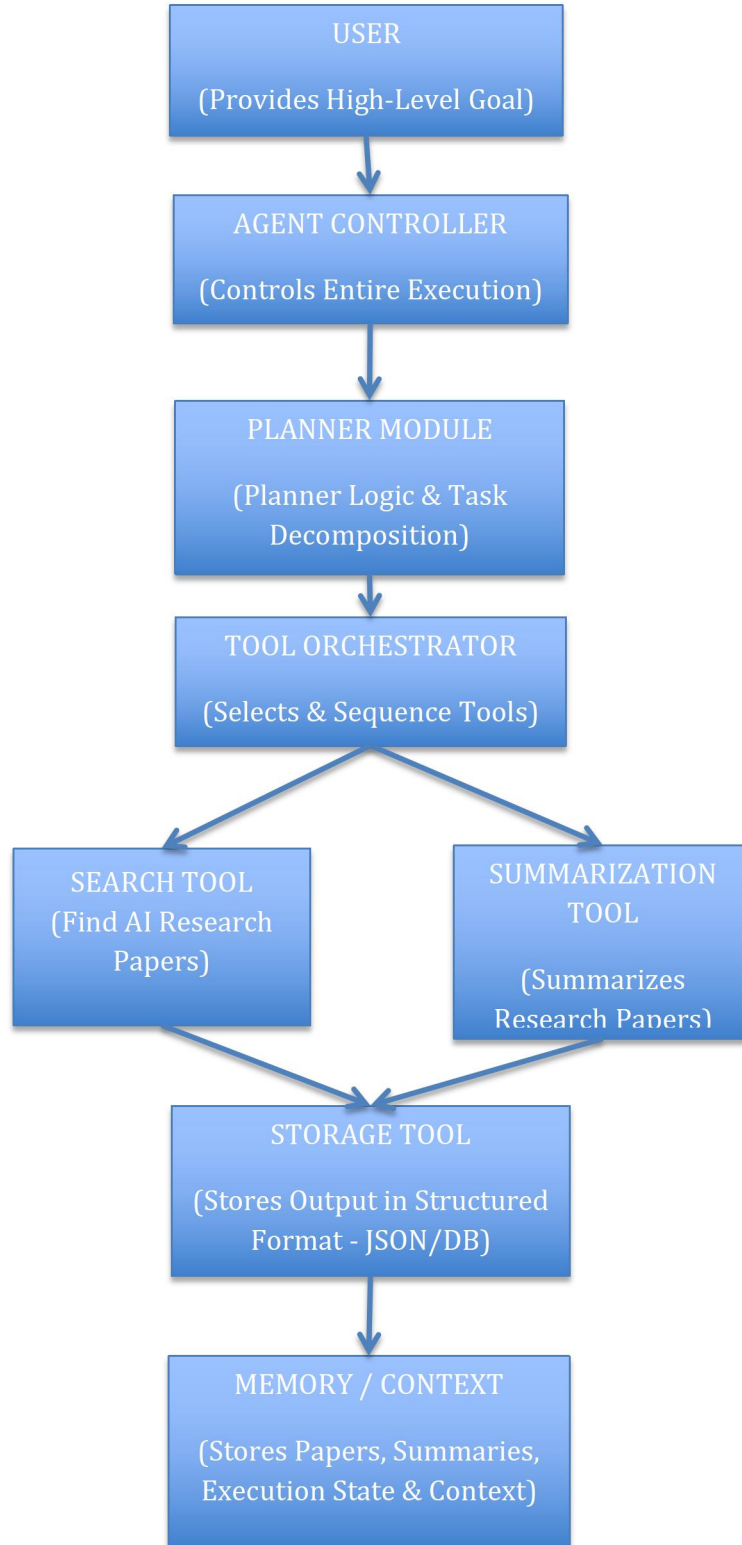 USER
(Provides High-Level Goal)
AGENT CONTROLLER
(Controls Entire Execution)
PLANNER MODULE
(Planner Logic & Task
Decomposition)
TOOL ORCHESTRATOR
(Selects & Sequence Tools)
SEARCH TOOL
(Find AI Research
Papers)
SUMMARIZATION
TOOL
(Summarizes
Research Papers)
STORAGE TOOL
(Stores Output in Structured
Format - JSON/DB)
MEMORY / CONTEXT
(Stores Papers, Summaries,
Execution State & Context)